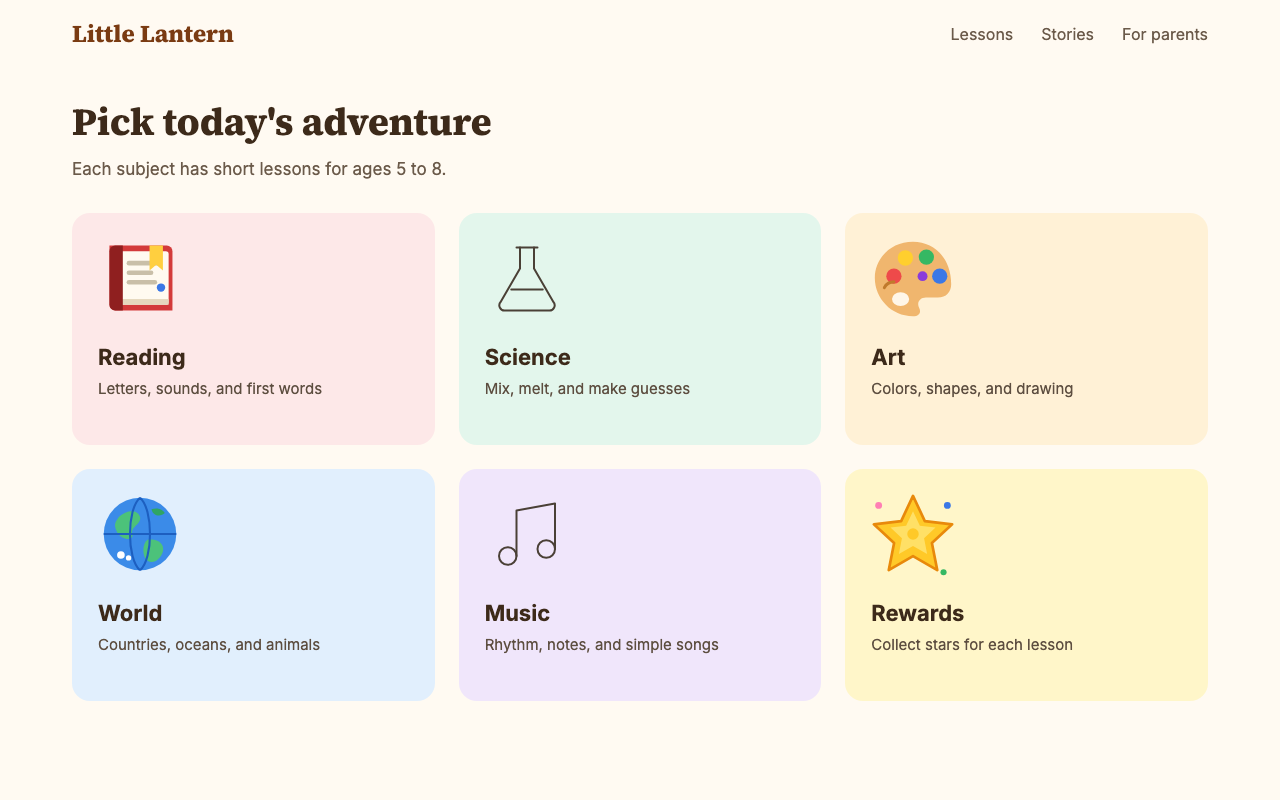 Little Lantern
Lessons Stories For parents
Pick today's adventure
Each subject has short lessons for ages 5 to 8.
Reading
Letters, sounds, and first words
Science
Mix, melt, and make guesses
Art
Colors, shapes, and drawing
World
Countries, oceans, and animals
Music
Rhythm, notes, and simple songs
Rewards
Collect stars for each lesson